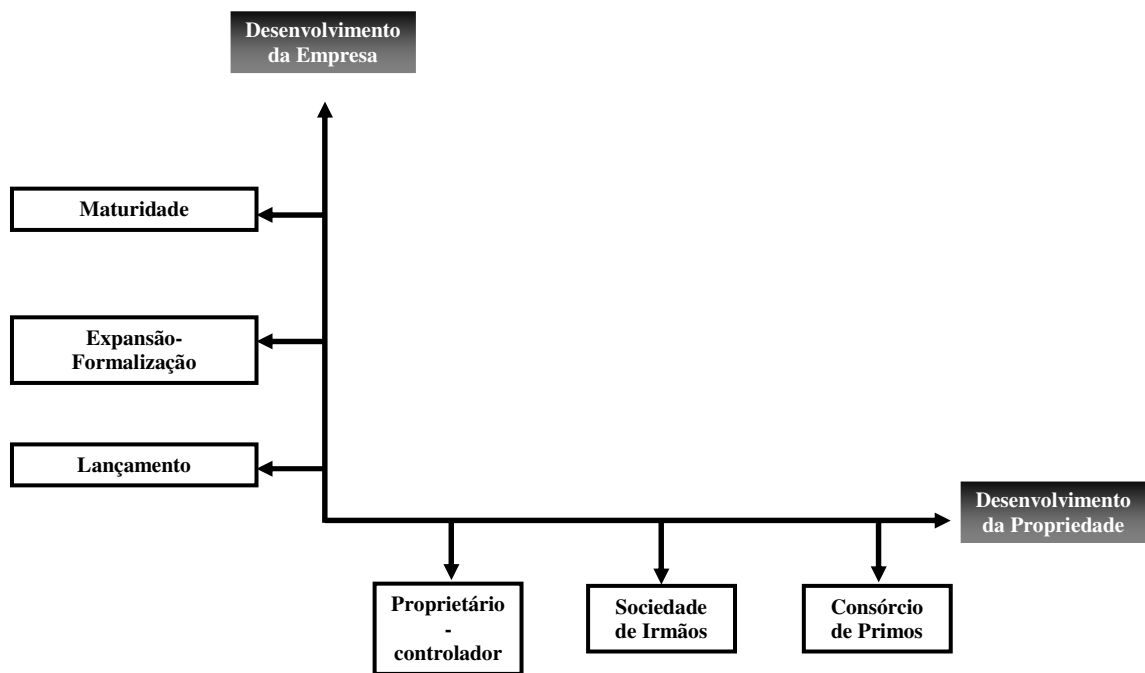 Desenvolvimento
da Empresa
Maturidade
Expansão-
Formalização
Lançamento
Desenvolvimento
da Propriedade
Proprietário
-
controlador
Sociedade
de Irmãos
Consórcio
de Primos